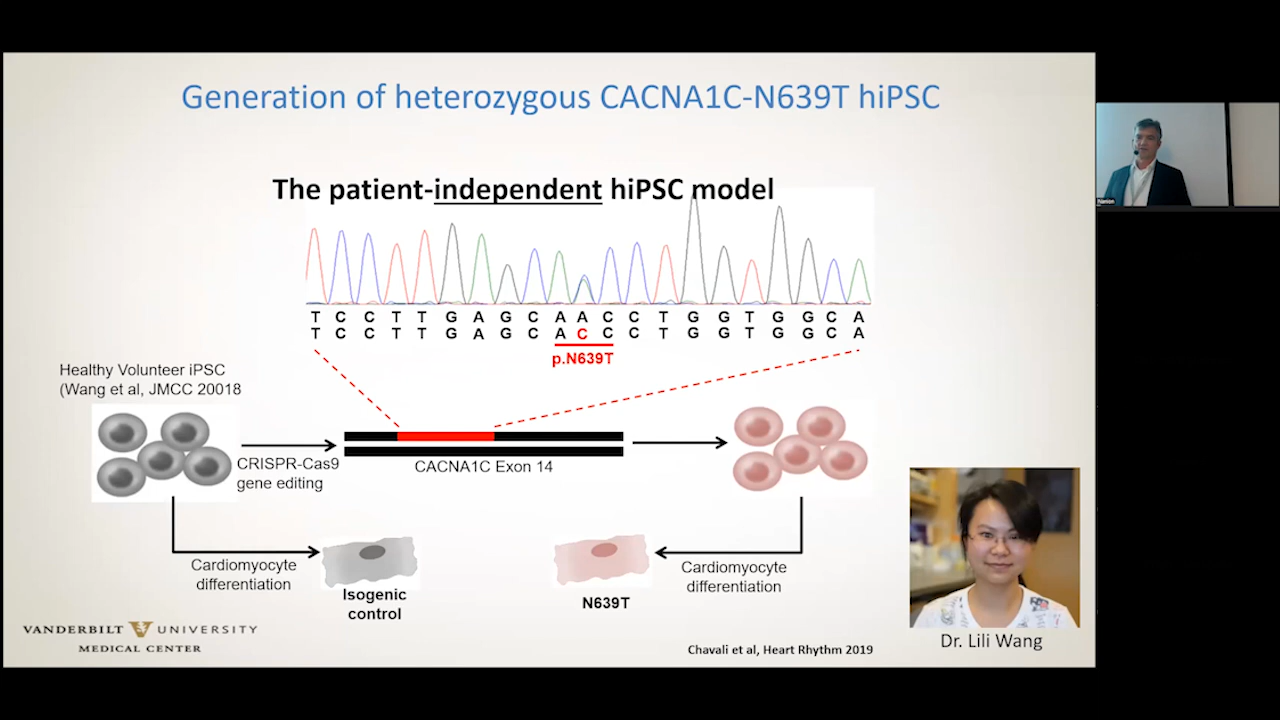 Generation of heterozygous CACNA1C-N639T hiPSC
The patient-independent hiPSC model
T C C T T G A G C A A C C T G G T G G C A
T C C T T G A G C A C C C T G G T G G C A
p.N639T
Healthy Volunteer iPSC
(Wang et al, JMCC 20018
CRISPR-Cas9
gene editing
CACNA1C Exon 14
Cardiomyocyte
differentiation
Isogenic
control
N639T
Cardiomyocyte
differentiation
VANDERBILT V UNIVERSITY
MEDICAL CENTER
Chavali et al, Heart Rhythm 2019
Dr. Lili Wang
Nanion